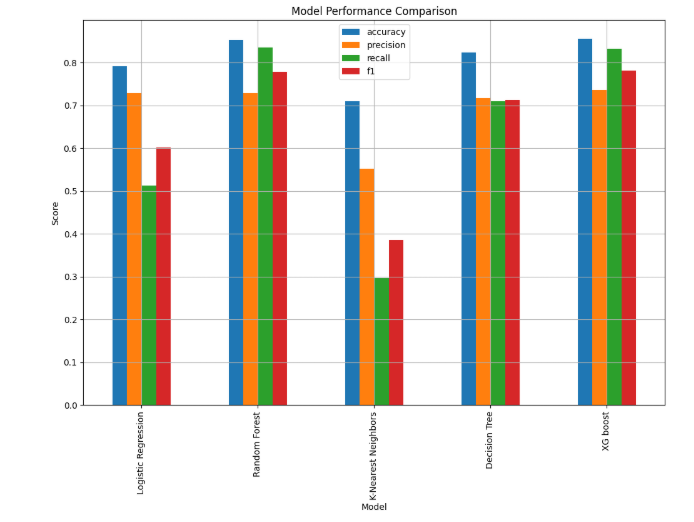 Model Performance Comparison
accuracy
precision
recall
f1
Score
0.8
0.7
0.6
0.5
0.4
0.3
0.2
0.1
0.0
Logistic Regression
Random Forest
K-Nearest Neighbors
Decision Tree
XG boost
Model